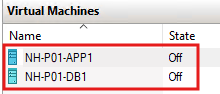 Virtual Machines
Name State
NH-P01-APP1 Off
NH-P01-DB1 Off